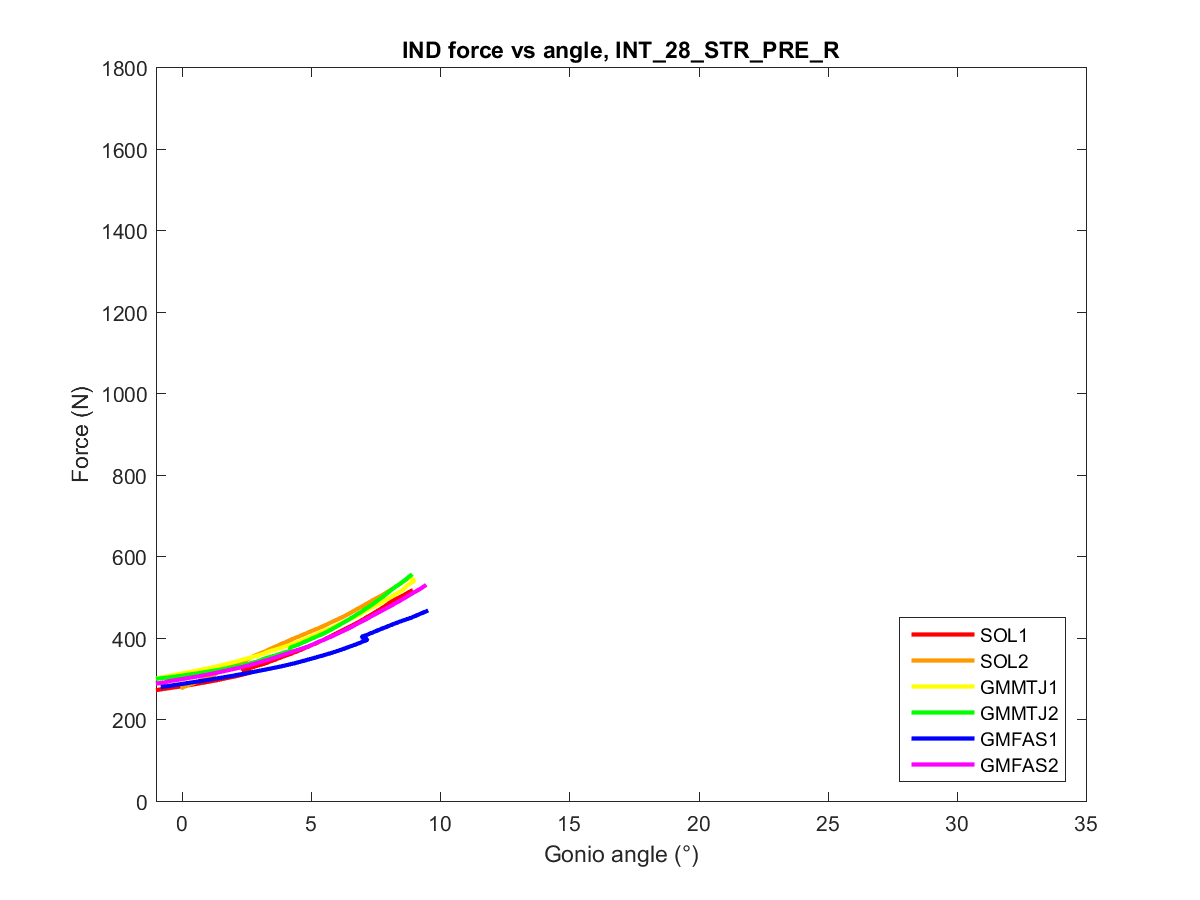 IND force vs angle, INT_28_STR_PRE_R
1800
1600
1400
1200
1000
800
600
400
200
0
Force (N)
0 5 10 15 20 25 30 35
Gonio angle (°)
SOL1
SOL2
GMMTJ1
GMMTJ2
GMFAS1
GMFAS2